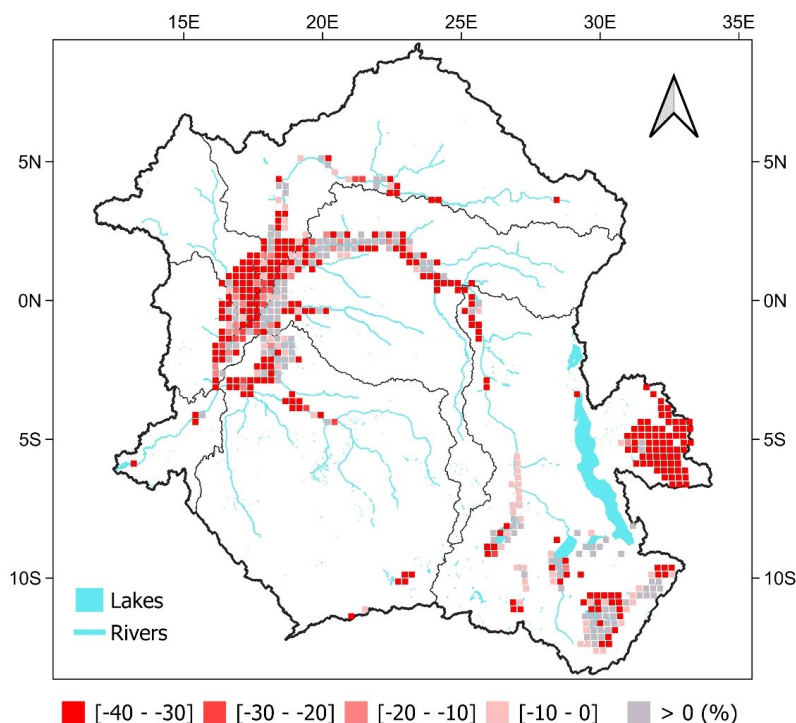 15E 20E 25E 30E 35E
5N 5N
0N 0N
5S 5S
10S 10S
Lakes
Rivers
[-40 - -30] [-30 - -20] [-20 - -10] [-10 - 0] > 0 (%)